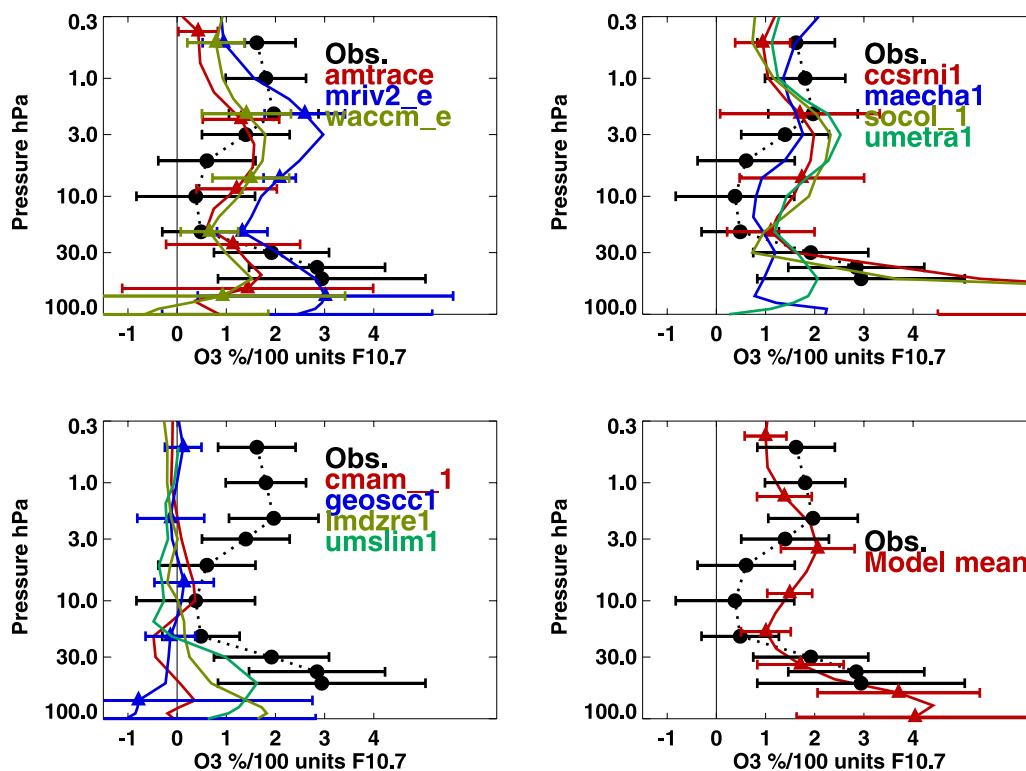 0.3
1.0
3.0
10.0
30.0
100.0
Pressure hPa
Obs.
amtrace
mriv2_e
waccm_e
-1 0 1 2 3 4
O3 %/100 units F10.7
0.3
1.0
3.0
10.0
30.0
100.0
Pressure hPa
Obs.
ccsrni1
maecha1
socol_1
umetra1
-1 0 1 2 3 4
O3 %/100 units F10.7
0.3
1.0
3.0
10.0
30.0
100.0
Pressure hPa
Obs.
cmam__1
geoscc1
lmdzre1
umslim1
-1 0 1 2 3 4
O3 %/100 units F10.7
0.3
1.0
3.0
10.0
30.0
100.0
Pressure hPa
Obs.
Model mean
-1 0 1 2 3 4
O3 %/100 units F10.7